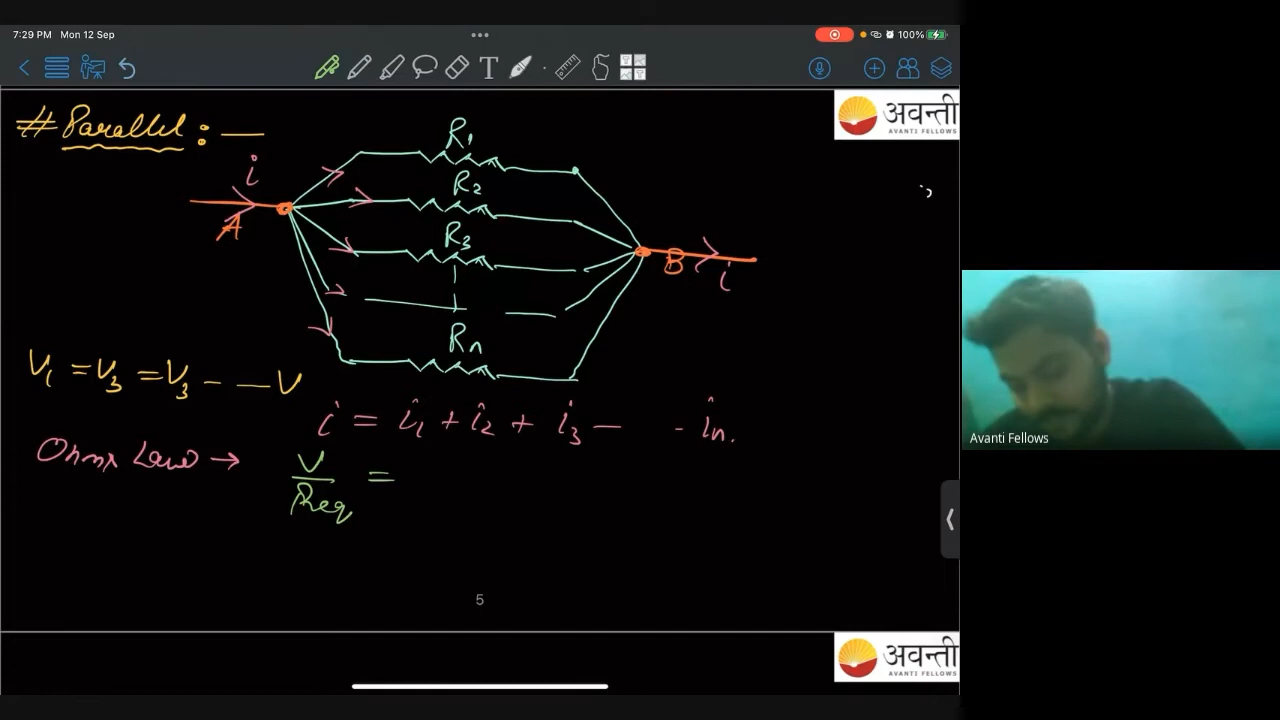 7:29 PM Mon 12 Sep
100%
# Parallel : —
अवन्ती
AVANTI FELLOWS
R1
i
R2
A
R3
B
i
Rn
V1 = V3 = V3 - — V
i = i1 + i2 + i3 — - in.
Ohms Law → V/Req =
Avanti Fellows
5
अवन्ती
AVANTI FELLOWS